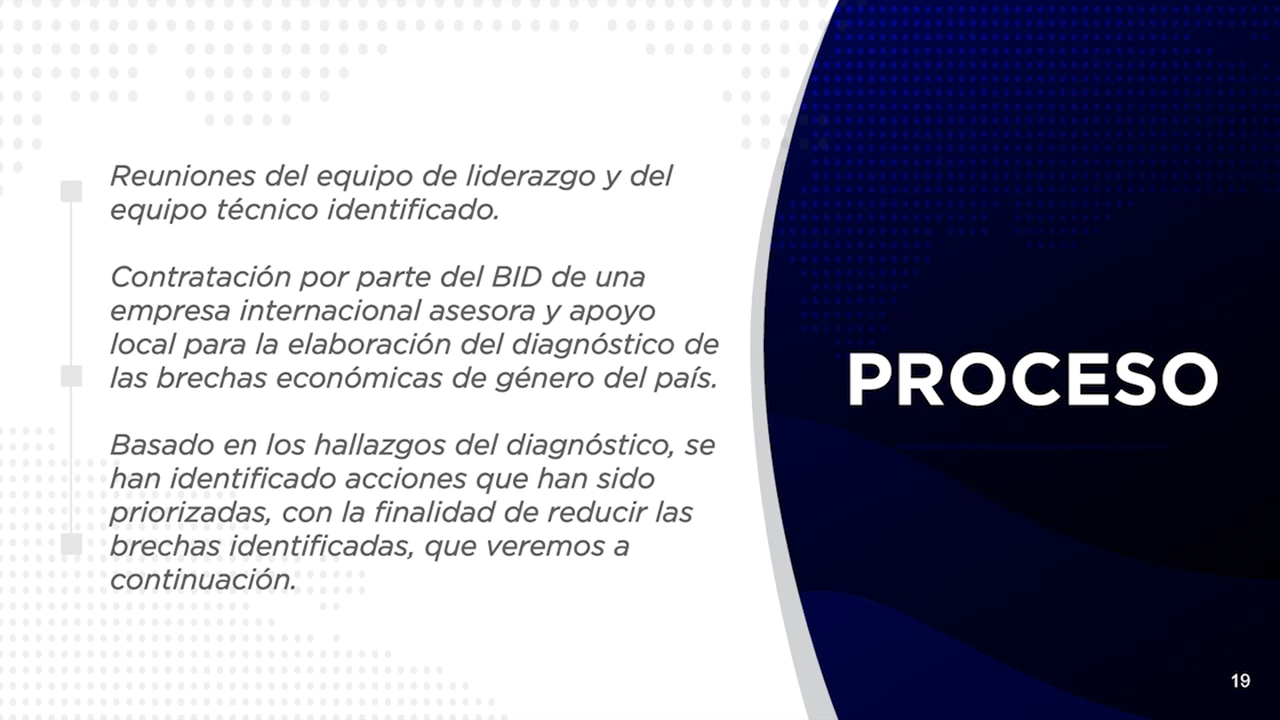 Reuniones del equipo de liderazgo y del
equipo técnico identificado.
Contratación por parte del BID de una
empresa internacional asesora y apoyo
local para la elaboración del diagnóstico de
las brechas económicas de género del país.
Basado en los hallazgos del diagnóstico, se
han identificado acciones que han sido
priorizadas, con la finalidad de reducir las
brechas identificadas, que veremos a
continuación.
PROCESO
19